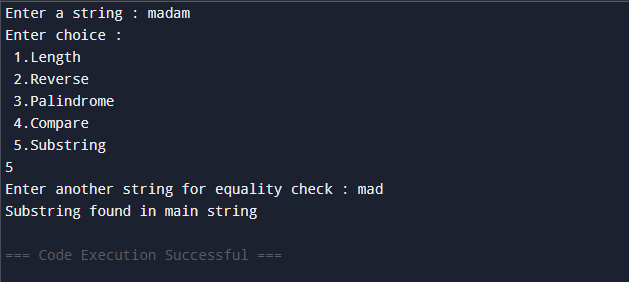 Enter a string : madam
Enter choice :
 1.Length
 2.Reverse
 3.Palindrome
 4.Compare
 5.Substring
5
Enter another string for equality check : mad
Substring found in main string
=== Code Execution Successful ===